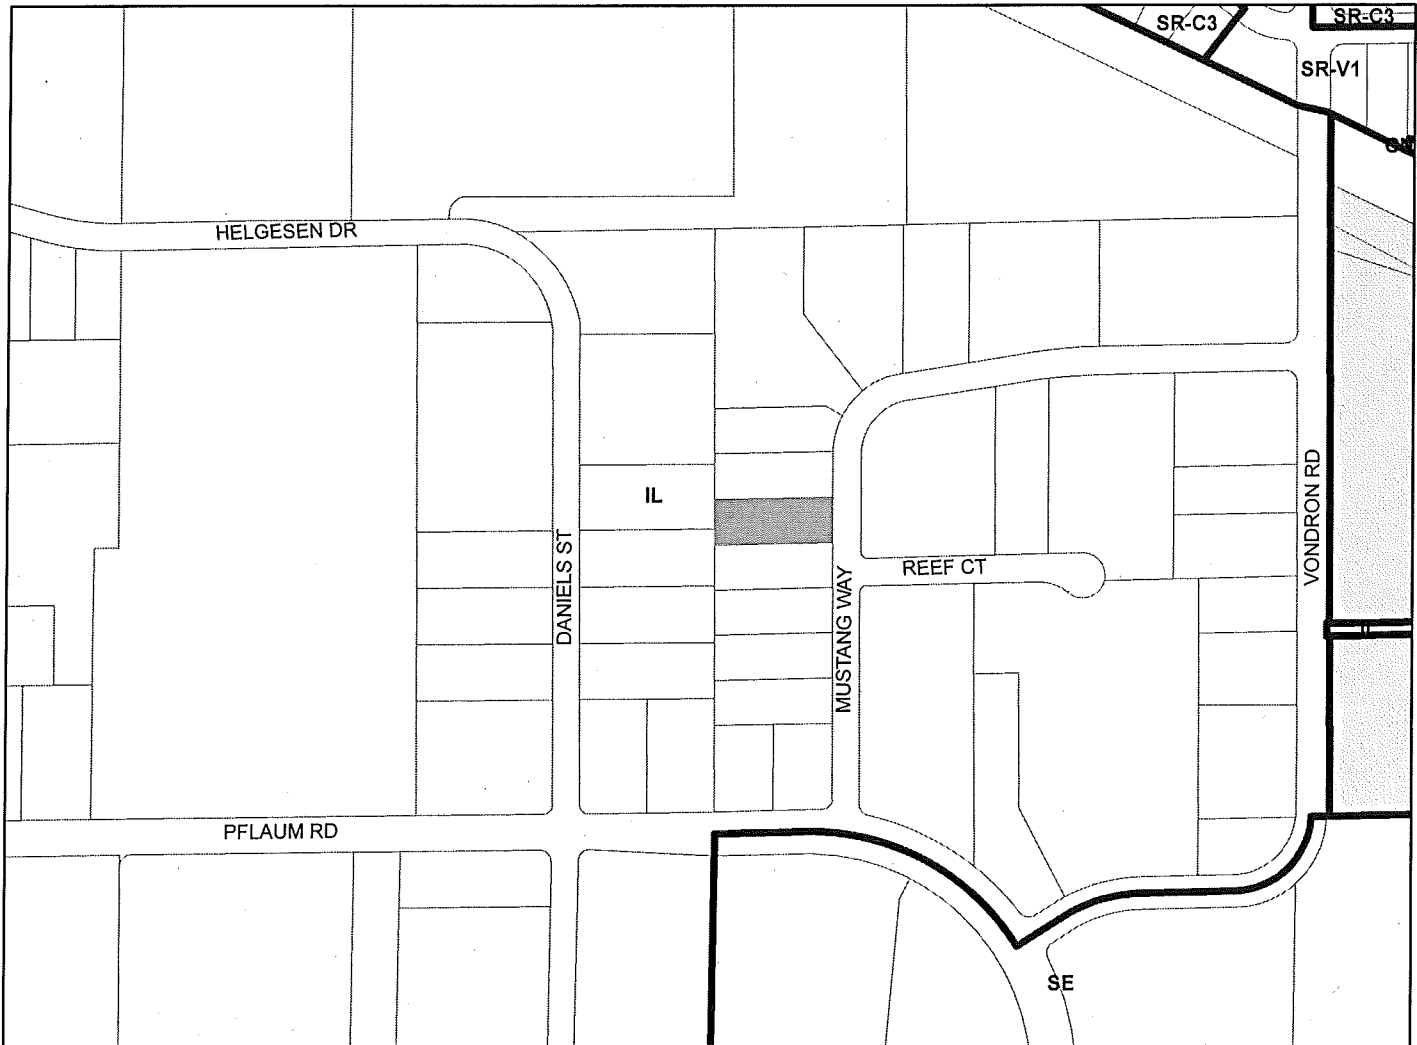 SR-C3
SR-C3
SR-V1
HELGESEN DR
IL
VONDRON RD
DANIELS ST
REEF CT
MUSTANG WAY
IL
PFLAUM RD
SE